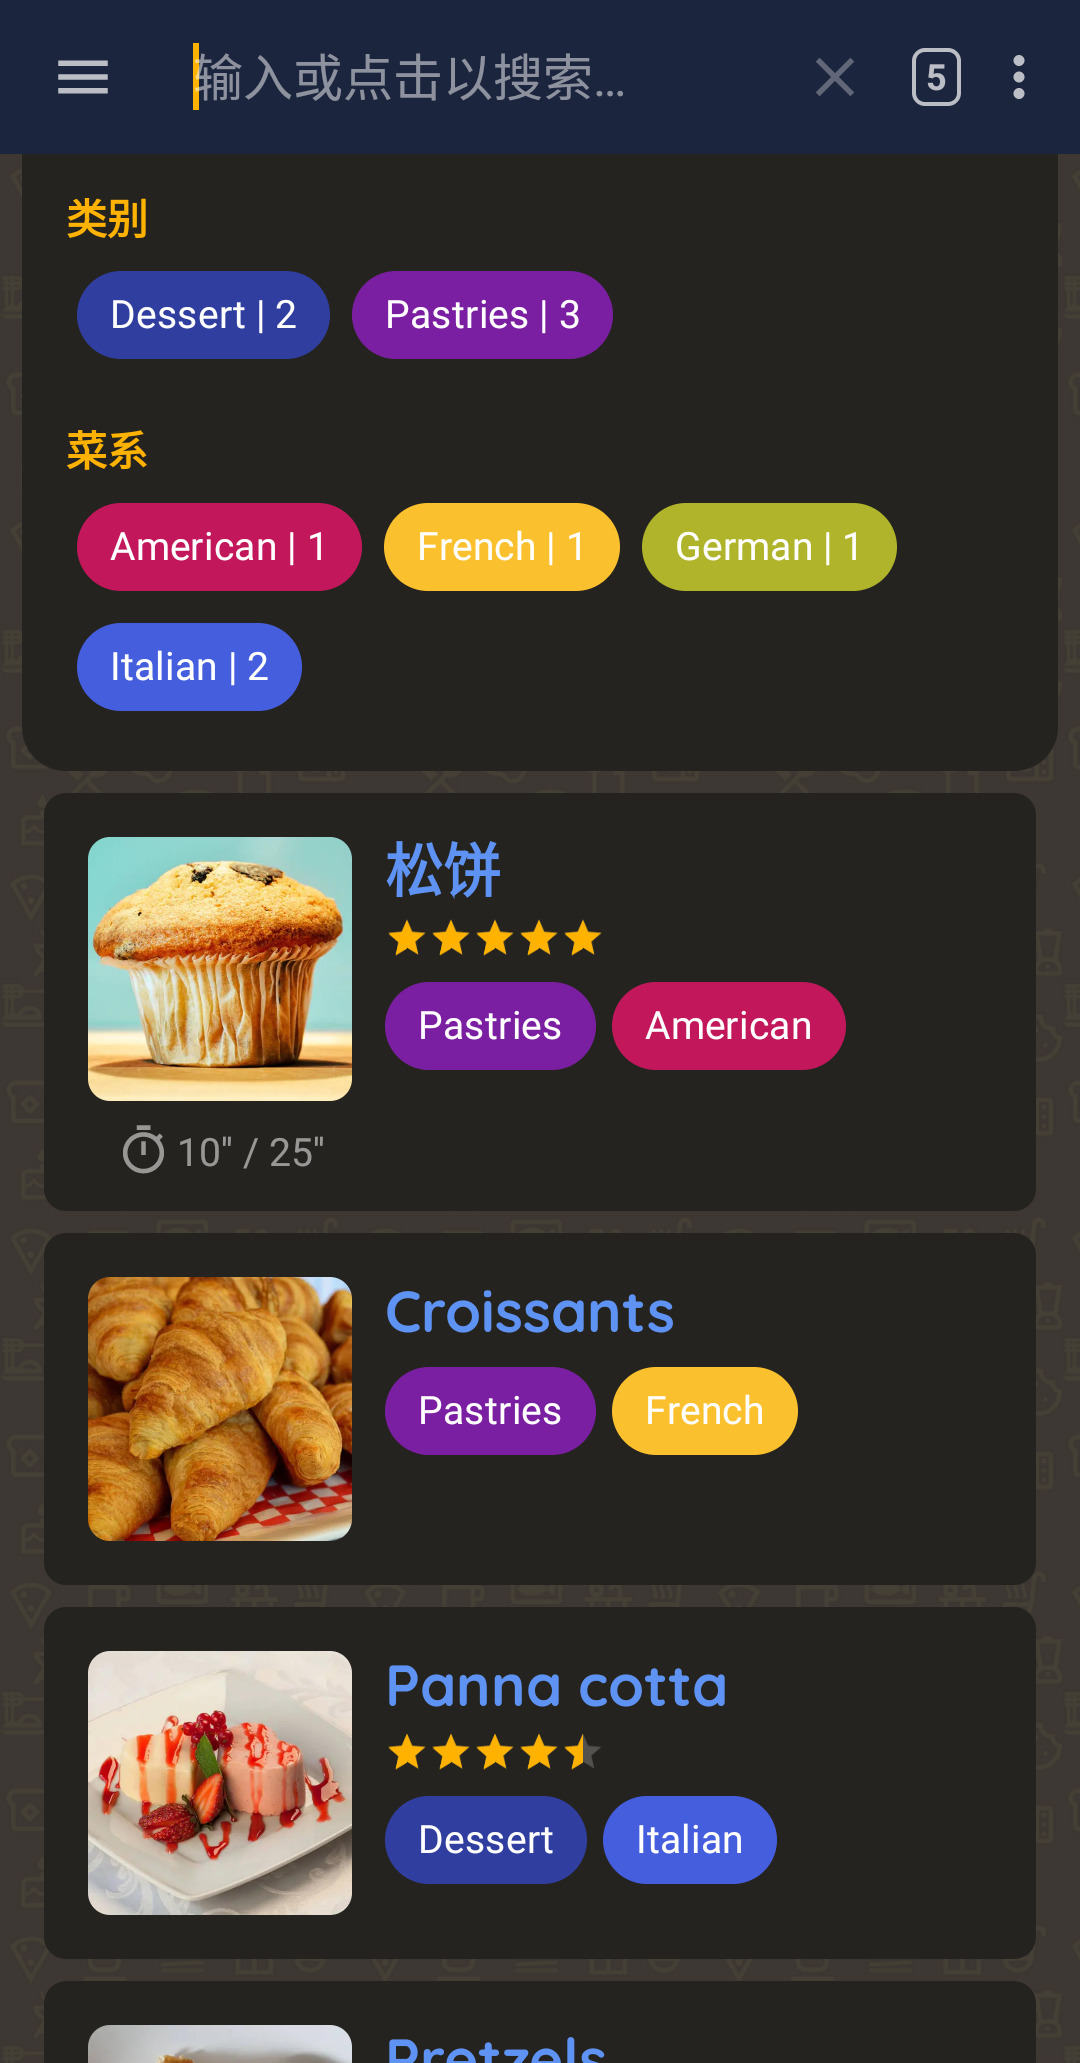 输入或点击以搜索...
5
类别
Dessert | 2
Pastries | 3
菜系
American | 1
French | 1
German | 1
Italian | 2
松饼
Pastries
American
10" / 25"
Croissants
Pastries
French
Panna cotta
Dessert
Italian
Pretzels